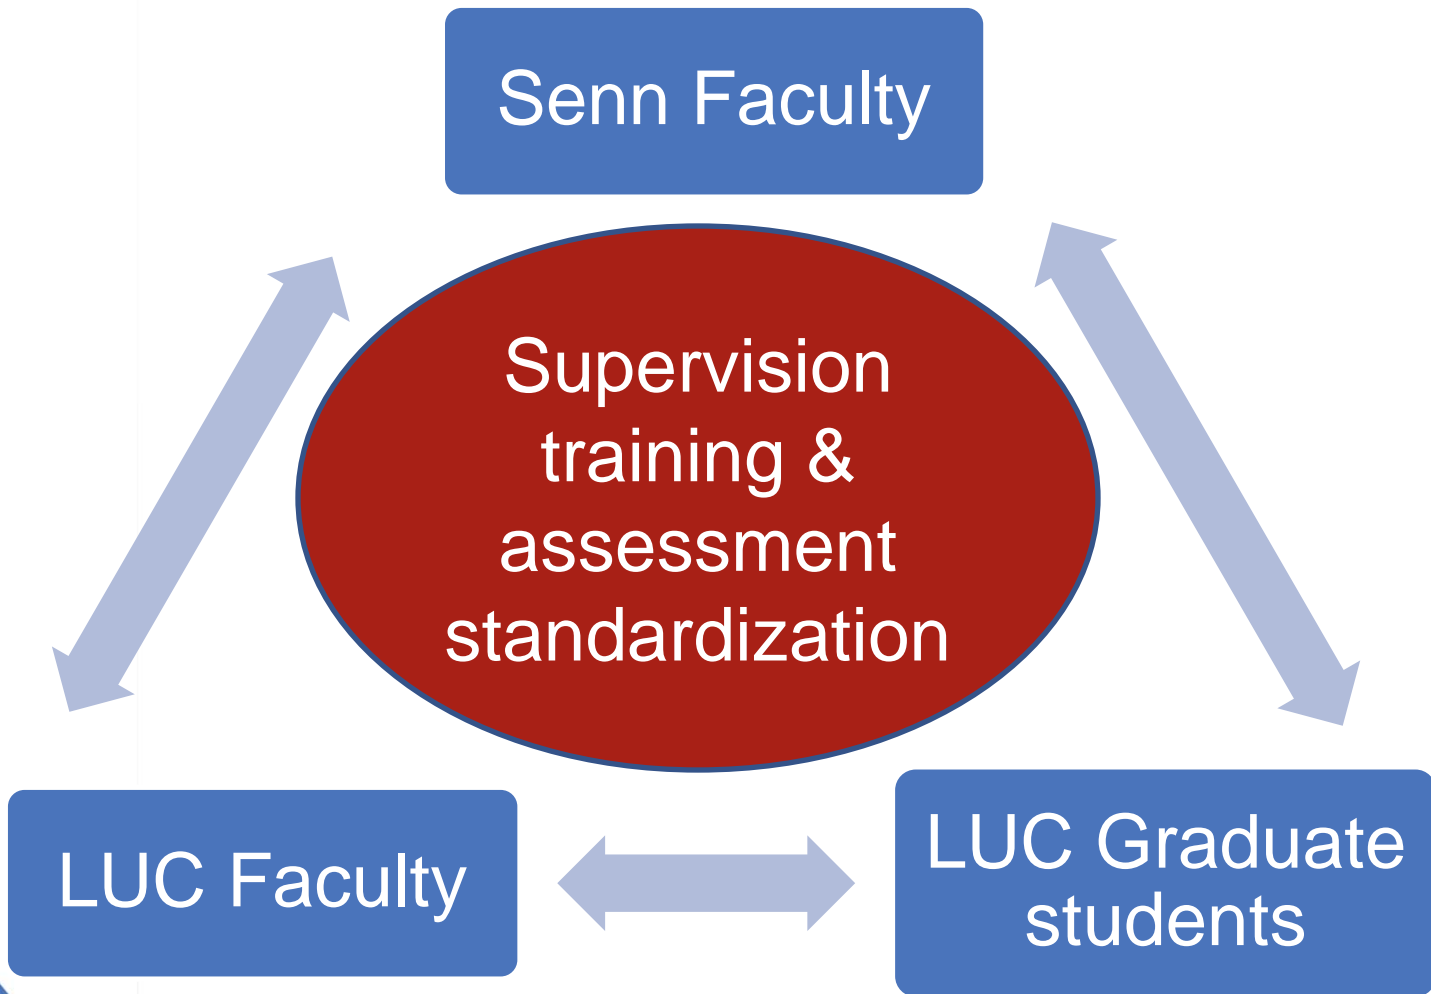 Senn Faculty
Supervision
training &
assessment
standardization
LUC Faculty
LUC Graduate
students